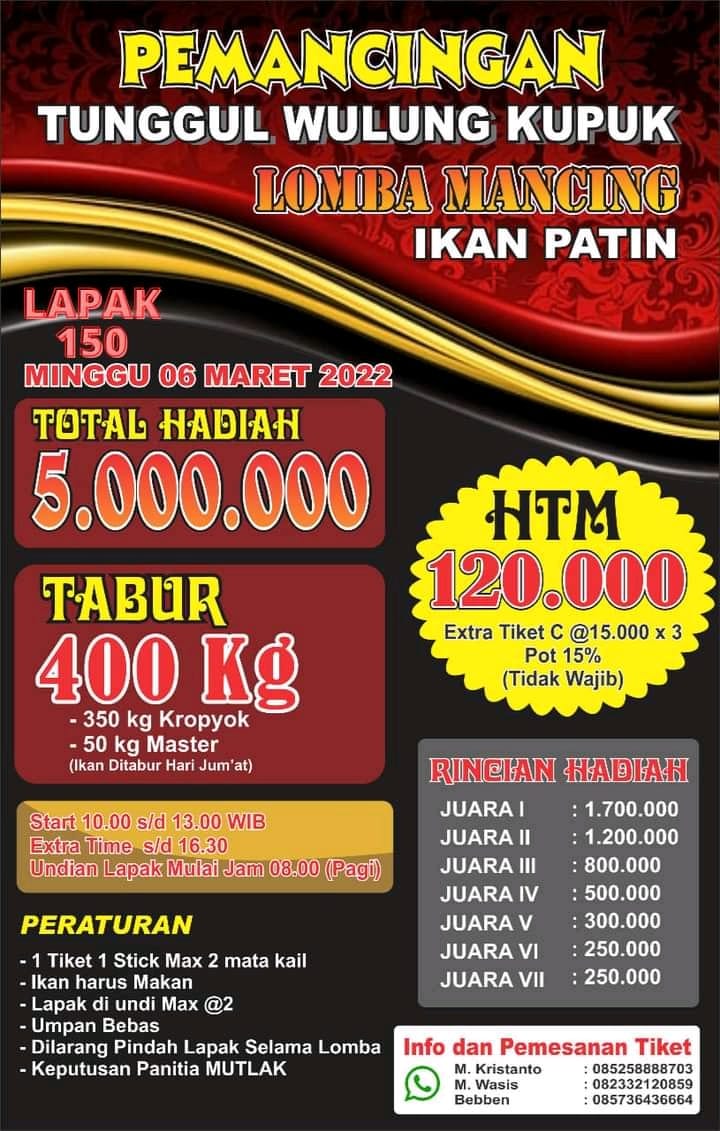 PEMANCINGAN
TUNGGUL WULUNG KUPUK
LOMBA MANCING
IKAN PATIN
LAPAK
150
MINGGU 06 MARET 2022
TOTAL HADIAH
5.000.000
HTM
120.000
Extra Tiket C @15.000 x 3
Pot 15%
(Tidak Wajib)
TABUR
400 Kg
- 350 kg Kropyok
- 50 kg Master
(Ikan Ditabur Hari Jum'at)
Start 10.00 s/d 13.00 WIB
Extra Time s/d 16.30
Undian Lapak Mulai Jam 08.00 (Pagi)
RINCIAN HADIAH
JUARA I : 1.700.000
JUARA II : 1.200.000
JUARA III : 800.000
JUARA IV : 500.000
JUARA V : 300.000
JUARA VI : 250.000
JUARA VII : 250.000
PERATURAN
- 1 Tiket 1 Stick Max 2 mata kail
- Ikan harus Makan
- Lapak di undi Max @2
- Umpan Bebas
- Dilarang Pindah Lapak Selama Lomba
- Keputusan Panitia MUTLAK
Info dan Pemesanan Tiket
M. Kristanto : 085258888703
M. Wasis : 082332120859
Bebben : 085736436664